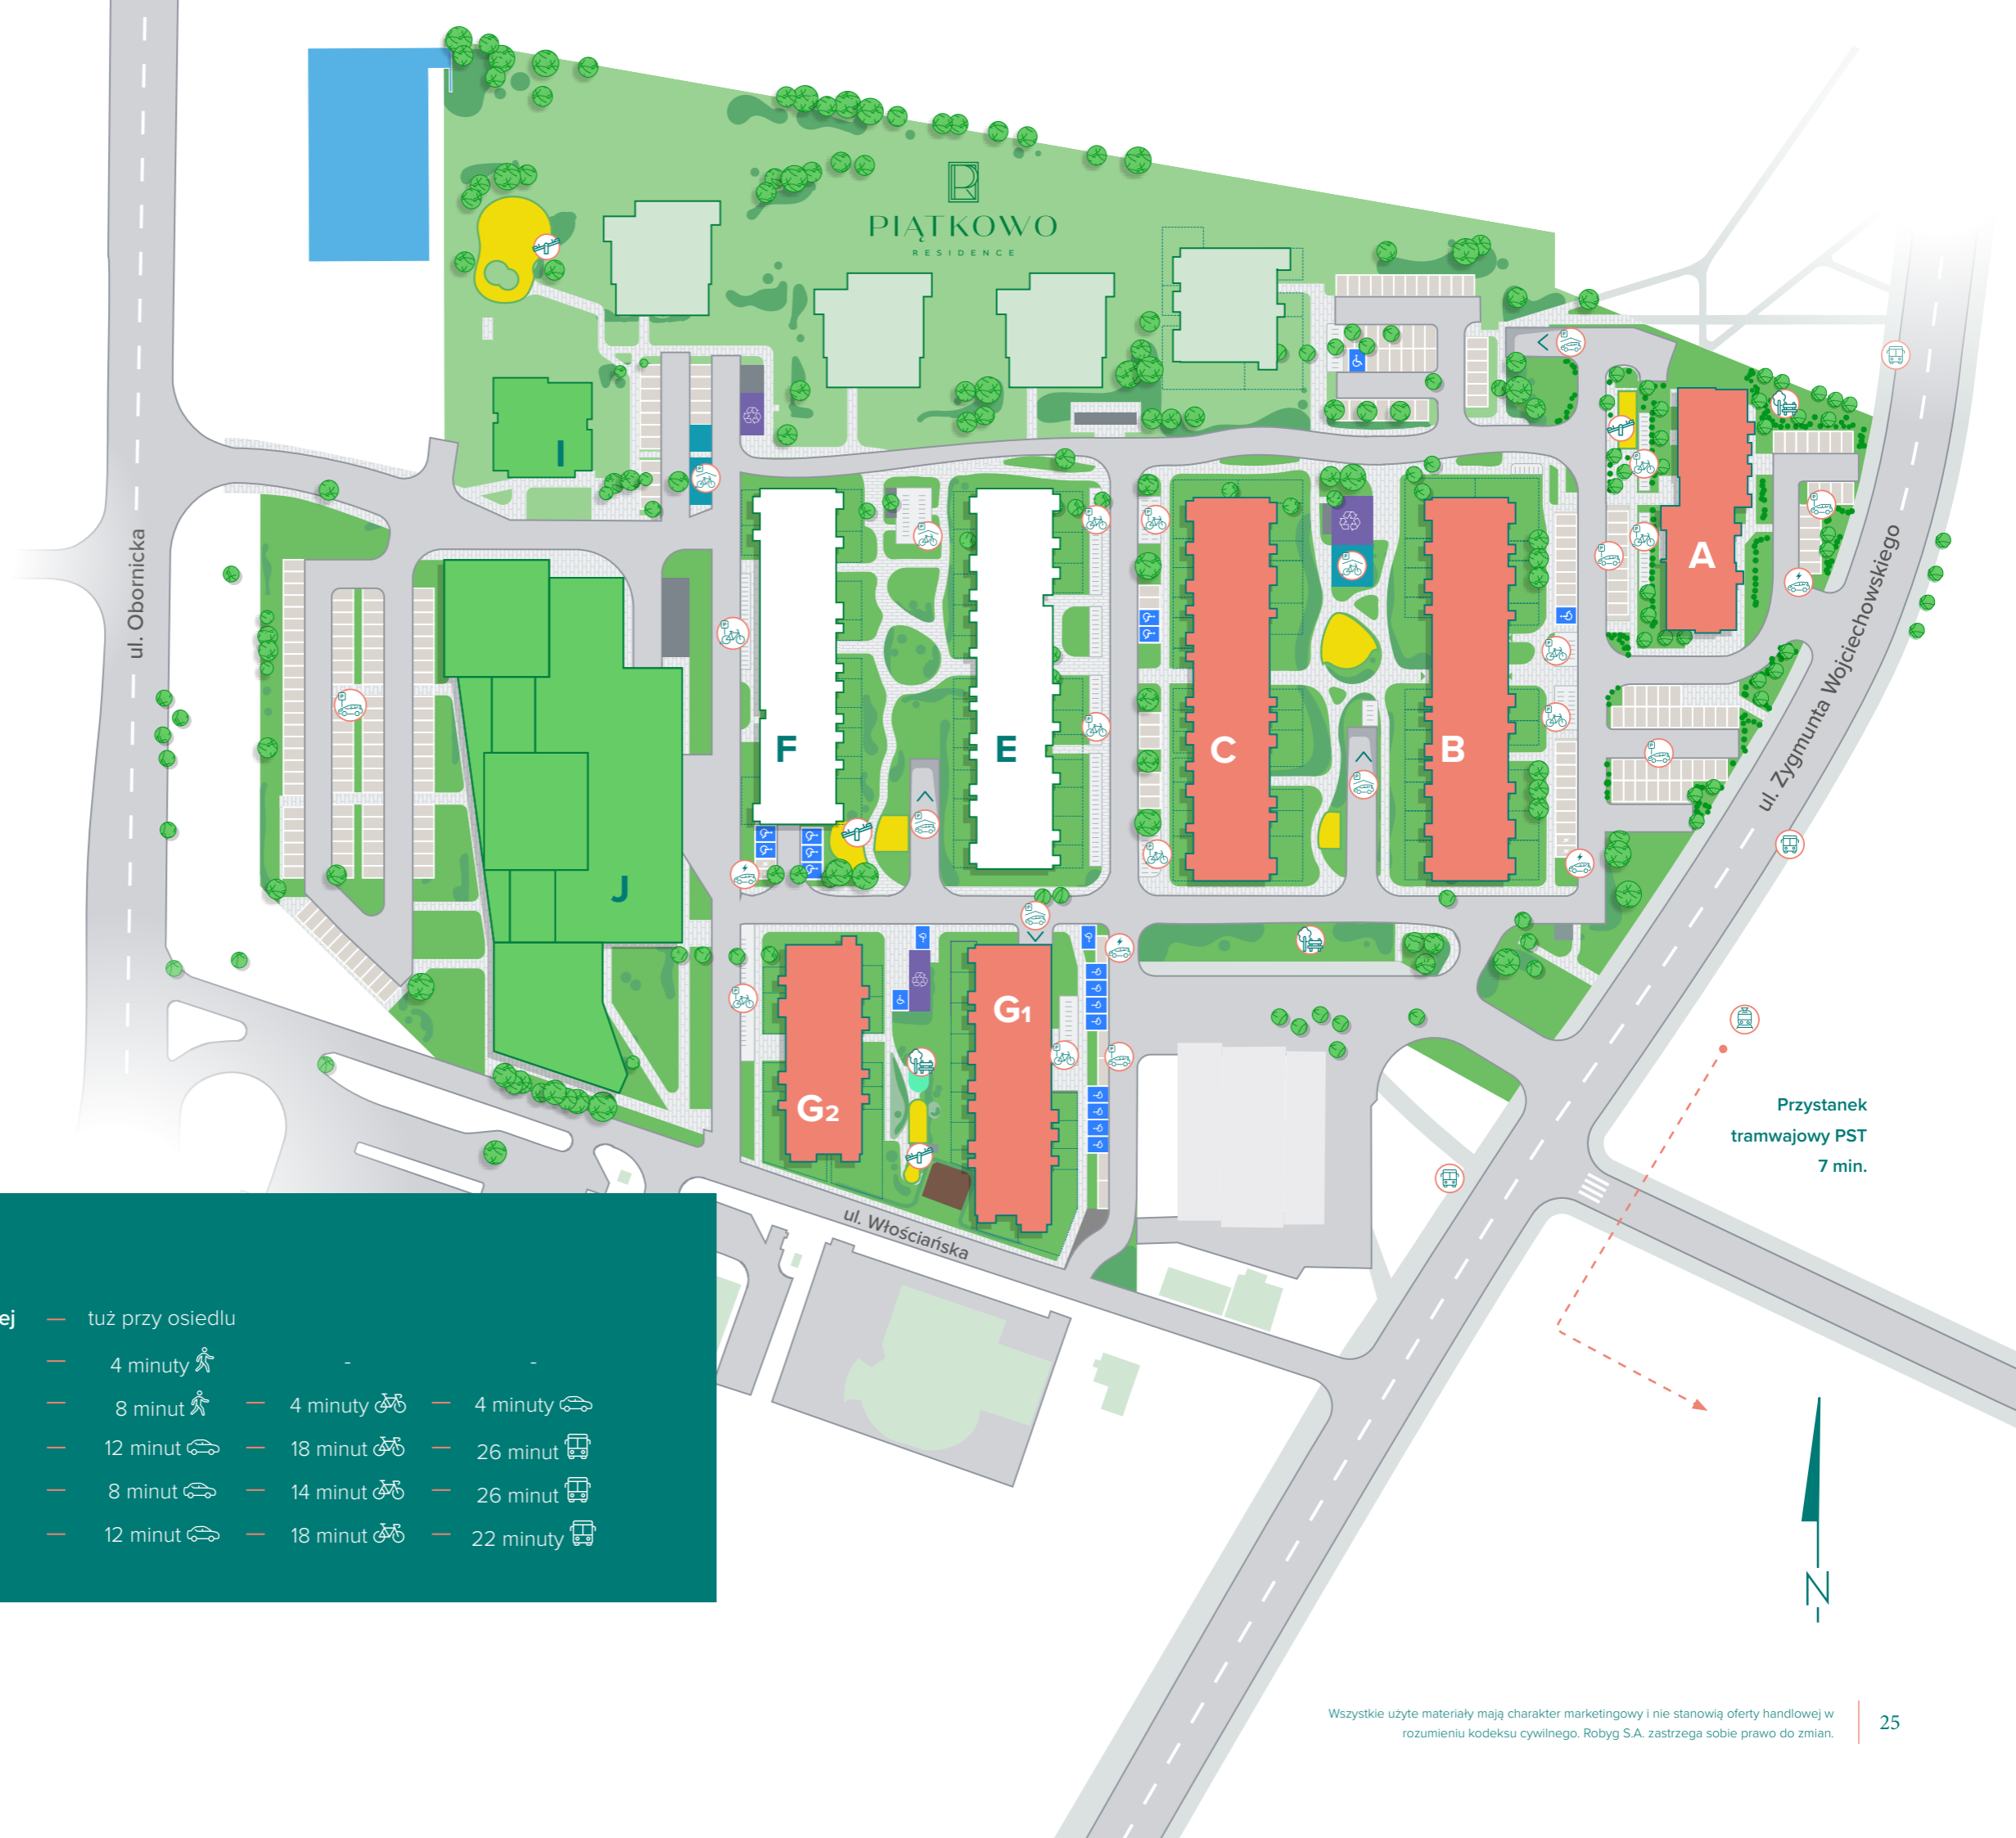 PIĄTKOWO
RESIDENCE
ul. Obornicka
I
A
F
E
C
B
ul. Zygmunta Wojciechowskiego
J
G1
G2
ul. Włościańska
Przystanek
tramwajowy PST
7 min.
ej — tuż przy osiedlu
— 4 minuty - -
— 8 minut — 4 minuty — 4 minuty
— 12 minut — 18 minut — 26 minut
— 8 minut — 14 minut — 26 minut
— 12 minut — 18 minut — 22 minuty
N
Wszystkie użyte materiały mają charakter marketingowy i nie stanowią oferty handlowej w
rozumieniu kodeksu cywilnego. Robyg S.A. zastrzega sobie prawo do zmian.
25